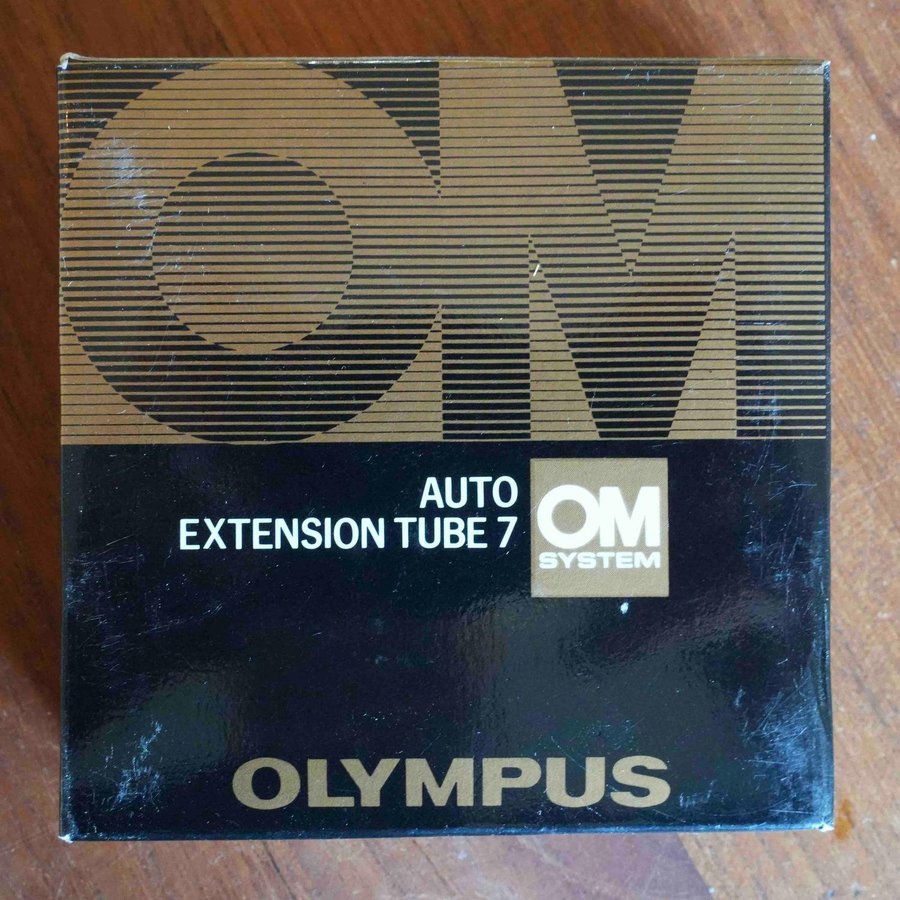 OM
AUTO
EXTENSION TUBE 7
OM
SYSTEM
OLYMPUS